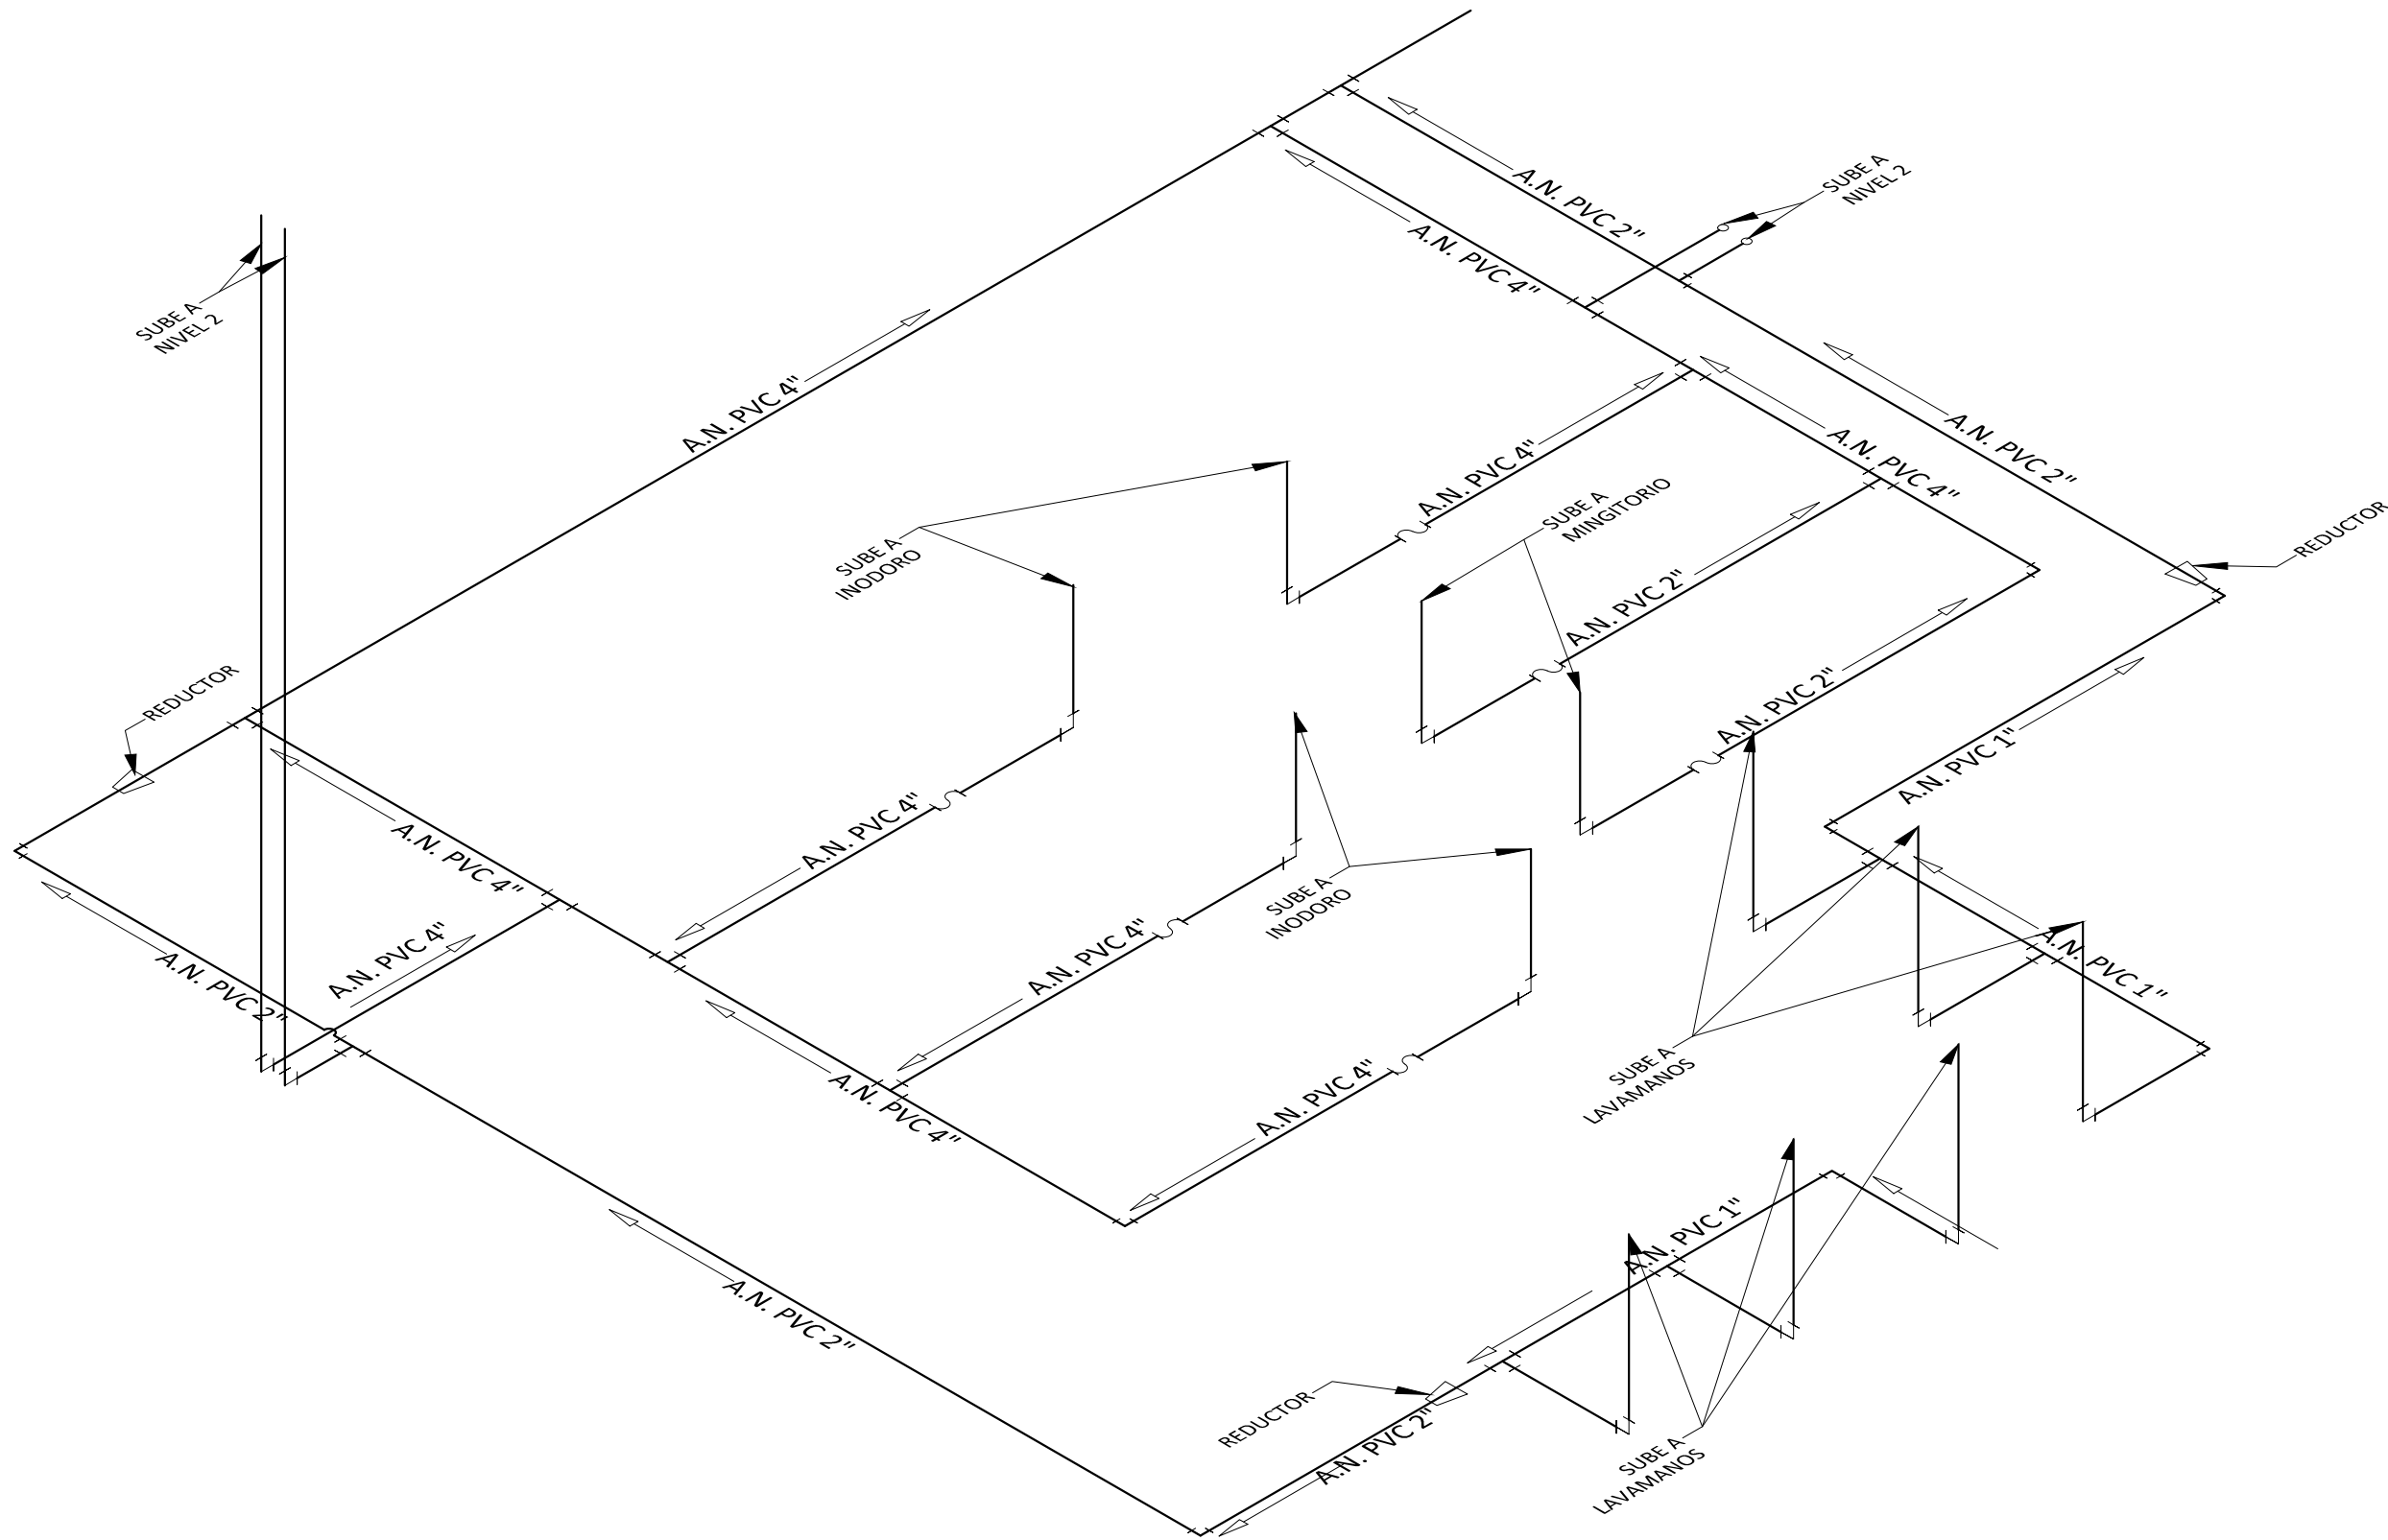 A.N. PVC 2"
SUBE A
NIVEL 2
A.N. PVC 4"
SUBE A
NIVEL 2
A.N. PVC 4"
A.N. PVC 2"
A.N. PVC 4"
A.N. PVC 4"
SUBE A
MINGITORIO
REDUCTOR
SUBE A
INODORO
A.N. PVC 2"
REDUCTOR
A.N. PVC 2"
A.N. PVC 1"
A.N. PVC 4"
A.N. PVC 4"
SUBE A
INODORO
A.N. PVC 4"
A.N. PVC 4"
A.N. PVC 2"
A.N. PVC 1"
SUBE A
LAVAMANOS
A.N. PVC 4"
A.N. PVC 4"
A.N. PVC 1"
A.N. PVC 2"
REDUCTOR
A.N. PVC 2"
SUBE A
LAVAMANOS